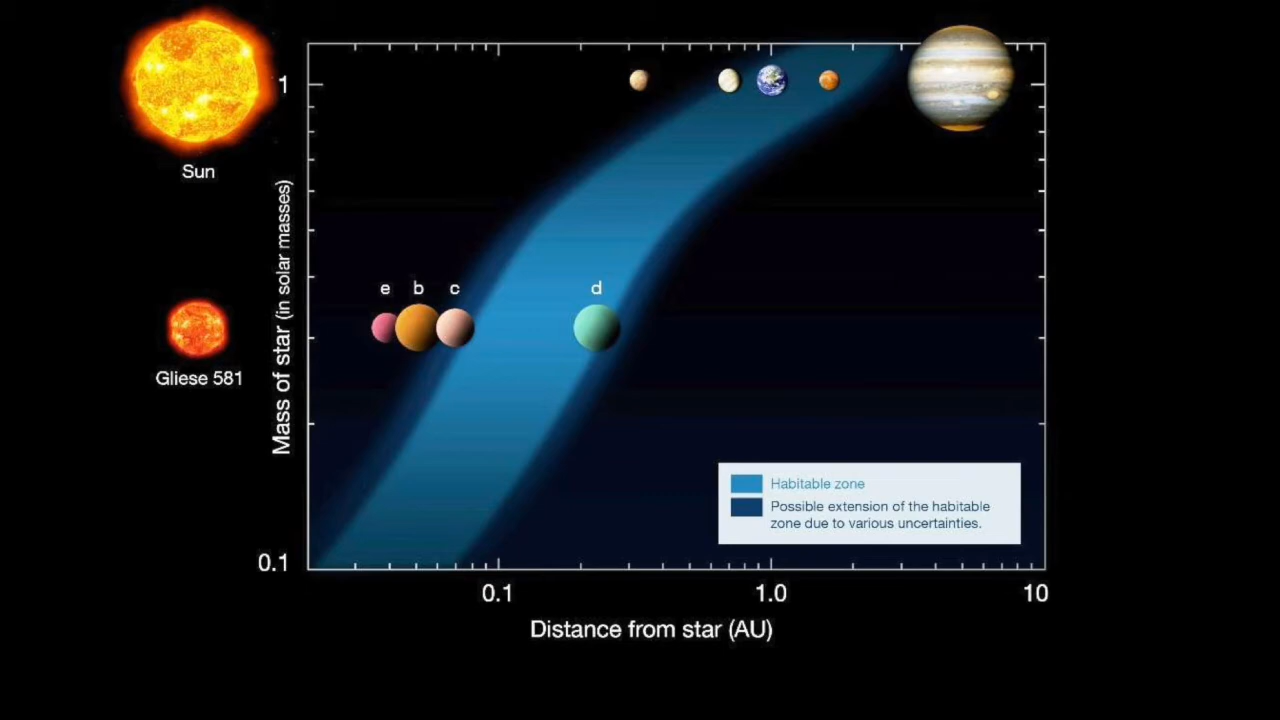 Sun
Gliese 581
Mass of star (in solar masses)
1
0.1
e b c d
Habitable zone
Possible extension of the habitable
zone due to various uncertainties.
0.1 1.0 10
Distance from star (AU)